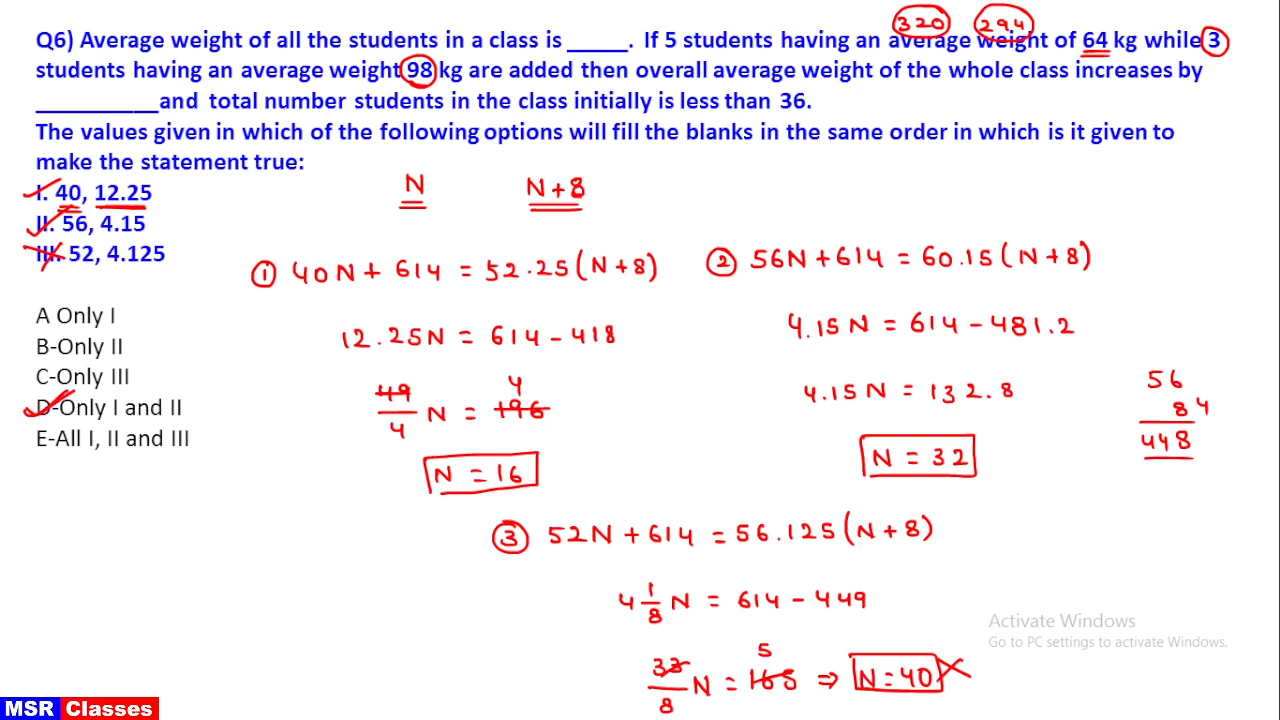 320 294
Q6) Average weight of all the students in a class is _____. If 5 students having an average weight of 64 kg while 3
students having an average weight 98 kg are added then overall average weight of the whole class increases by
__________and total number students in the class initially is less than 36.
The values given in which of the following options will fill the blanks in the same order in which is it given to
make the statement true:
I. 40, 12.25
II. 56, 4.15
III. 52, 4.125
A Only I
B-Only II
C-Only III
D-Only I and II
E-All I, II and III
N N+8
① 40N + 614 = 52.25(N+8)
12.25N = 614 - 418
49/4 N = 196 4
N = 16
② 56N + 614 = 60.15(N+8)
4.15N = 614 - 481.2
4.15N = 132.8
N = 32
56
8 4
448
③ 52N + 614 = 56.125(N+8)
4 1/8 N = 614 - 449
33/8 N = 165 5 ⇒ N = 40
Activate Windows
Go to PC settings to activate Windows.
MSR Classes